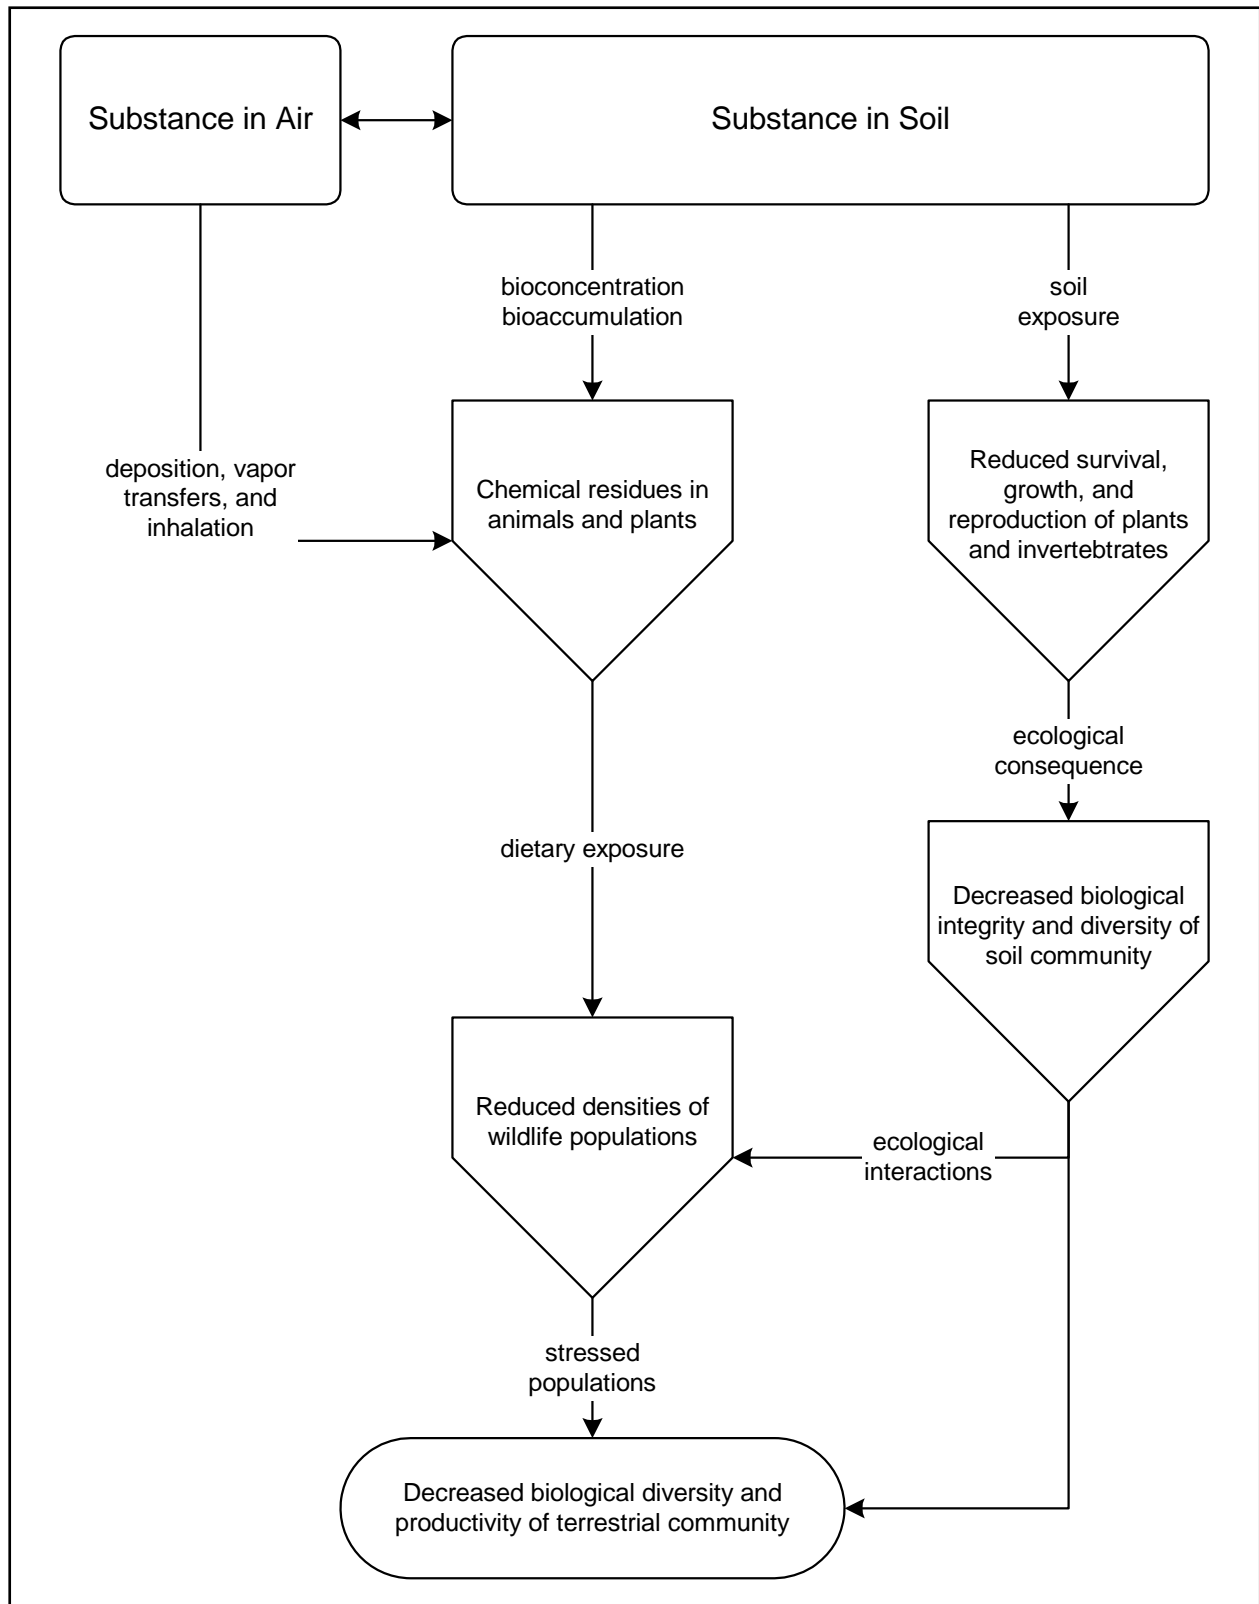 Substance in Air
Substance in Soil
bioconcentration
bioaccumulation
soil
exposure
deposition, vapor
transfers, and
inhalation
Chemical residues in
animals and plants
Reduced survival,
growth, and
reproduction of plants
and invertebtrates
ecological
consequence
dietary exposure
Decreased biological
integrity and diversity of
soil community
Reduced densities of
wildlife populations
ecological
interactions
stressed
populations
Decreased biological diversity and
productivity of terrestrial community